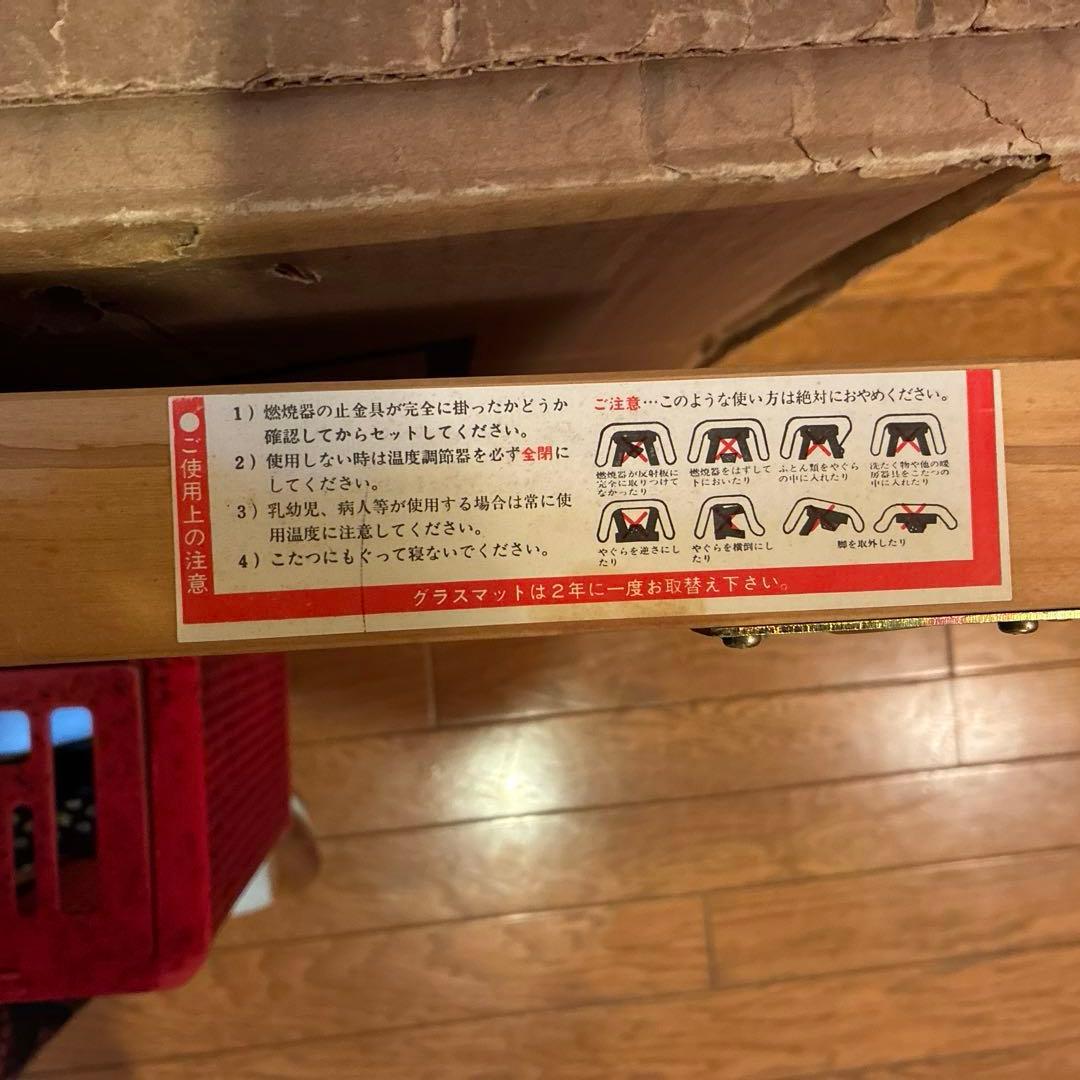 ●ご使用上の注意
1）燃焼器の止金具が完全に掛ったかどうか
確認してからセットしてください。
2）使用しない時は温度調節器を必ず全閉に
してください。
3）乳幼児、病人等が使用する場合は常に使
用温度に注意してください。
4）こたつにもぐって寝ないでください。
ご注意…このような使い方は絶対におやめください。
燃焼器が反射板に
完全に取りつけて
なかったり
燃焼器をはずして
下においたり
ふとん類をやぐら
の中に入れたり
洗たく物や他の暖
房器具をこたつの
中に入れたり
やぐらを逆さにし
たり
やぐらを横倒にし
たり
脚を取外したり
グラスマットは2年に一度お取替え下さい。